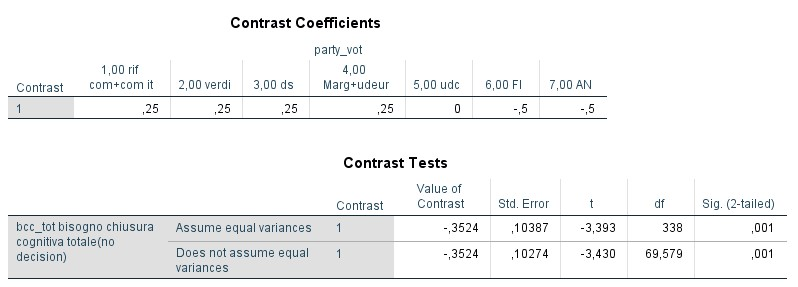 Contrast Coefficients
party_vot
Contrast 1,00 rif com+com it 2,00 verdi 3,00 ds 4,00 Marg+udeur 5,00 udc 6,00 FI 7,00 AN
1 ,25 ,25 ,25 ,25 0 -,5 -,5
Contrast Tests
Contrast Value of Contrast Std. Error t df Sig. (2-tailed)
bcc_tot bisogno chiusura cognitiva totale(no decision) Assume equal variances 1 -,3524 ,10387 -3,393 338 ,001
Does not assume equal variances 1 -,3524 ,10274 -3,430 69,579 ,001